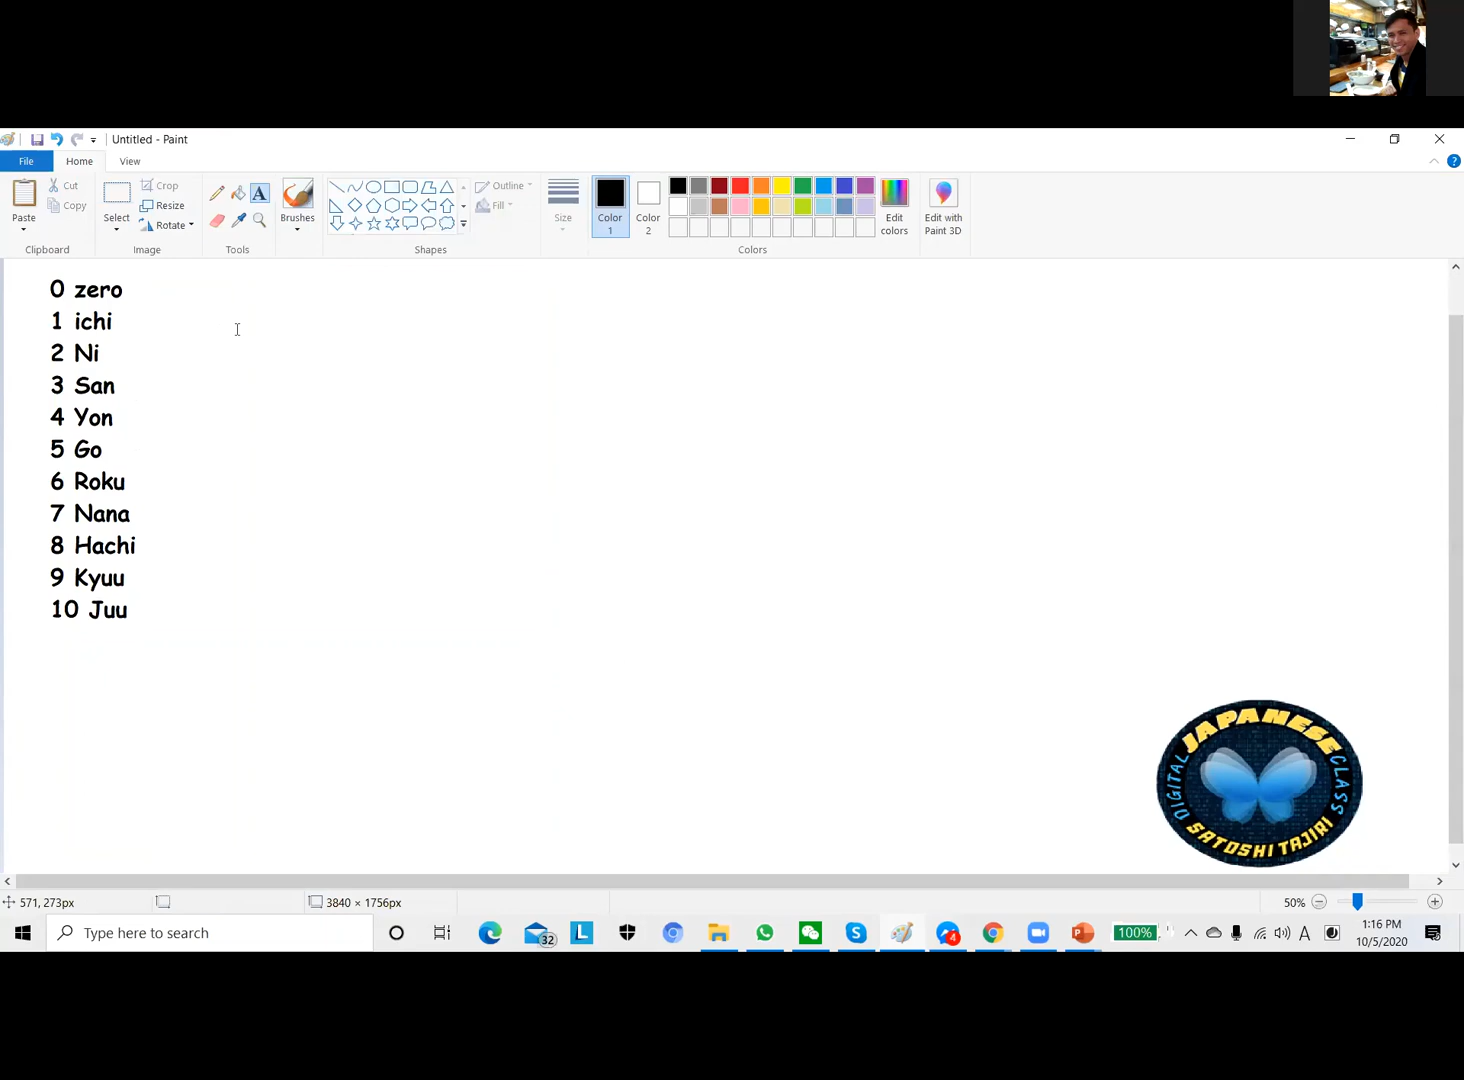 Untitled - Paint
File Home View
Paste
Cut
Copy
Clipboard
Select
Crop
Resize
Rotate
Image
A
Tools
Brushes
Shapes
Outline
Fill
Size
Color 1
Color 2
Colors
Edit colors
Edit with Paint 3D
0 zero
1 ichi
2 Ni
3 San
4 Yon
5 Go
6 Roku
7 Nana
8 Hachi
9 Kyuu
10 Juu
DIGITAL JAPANESE CLASS
SATOSHI TAJIRI
571, 273px
3840 × 1756px
50%
Type here to search
32
L
S
4
P
100%
A
1:16 PM
10/5/2020